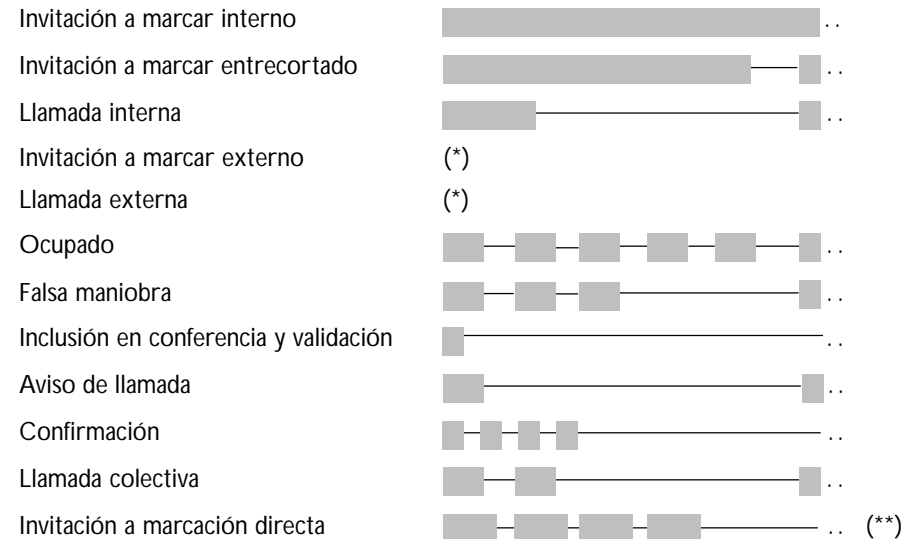 Invitación a marcar interno ..
Invitación a marcar entrecortado ..
Llamada interna ..
Invitación a marcar externo (*)
Llamada externa (*)
Ocupado ..
Falsa maniobra ..
Inclusión en conferencia y validación ..
Aviso de llamada ..
Confirmación ..
Llamada colectiva ..
Invitación a marcación directa .. (**)